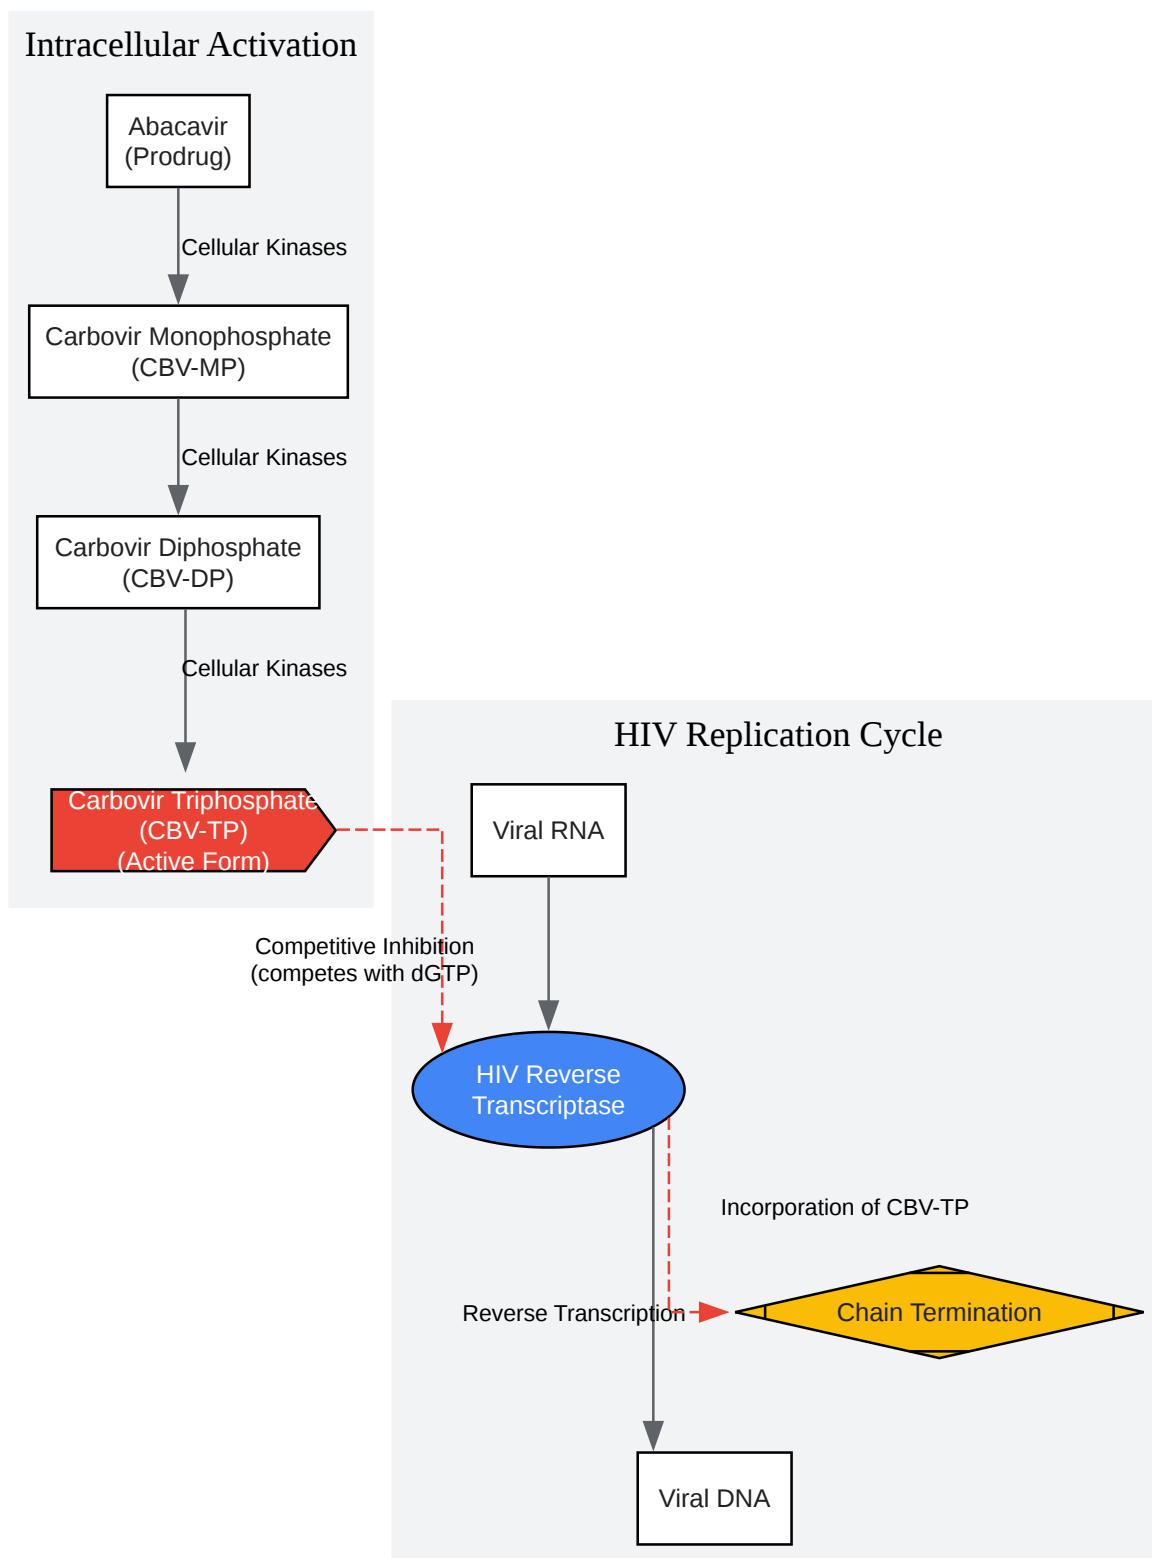 Intracellular Activation
Abacavir
(Prodrug)
Cellular Kinases
Carbovir Monophosphate
(CBV-MP)
Cellular Kinases
Carbovir Diphosphate
(CBV-DP)
Cellular Kinases
Carbovir Triphosphate
(CBV-TP)
(Active Form)
HIV Replication Cycle
Viral RNA
Competitive Inhibition
(competes with dGTP)
HIV Reverse
Transcriptase
Incorporation of CBV-TP
Reverse Transcription
Chain Termination
Viral DNA